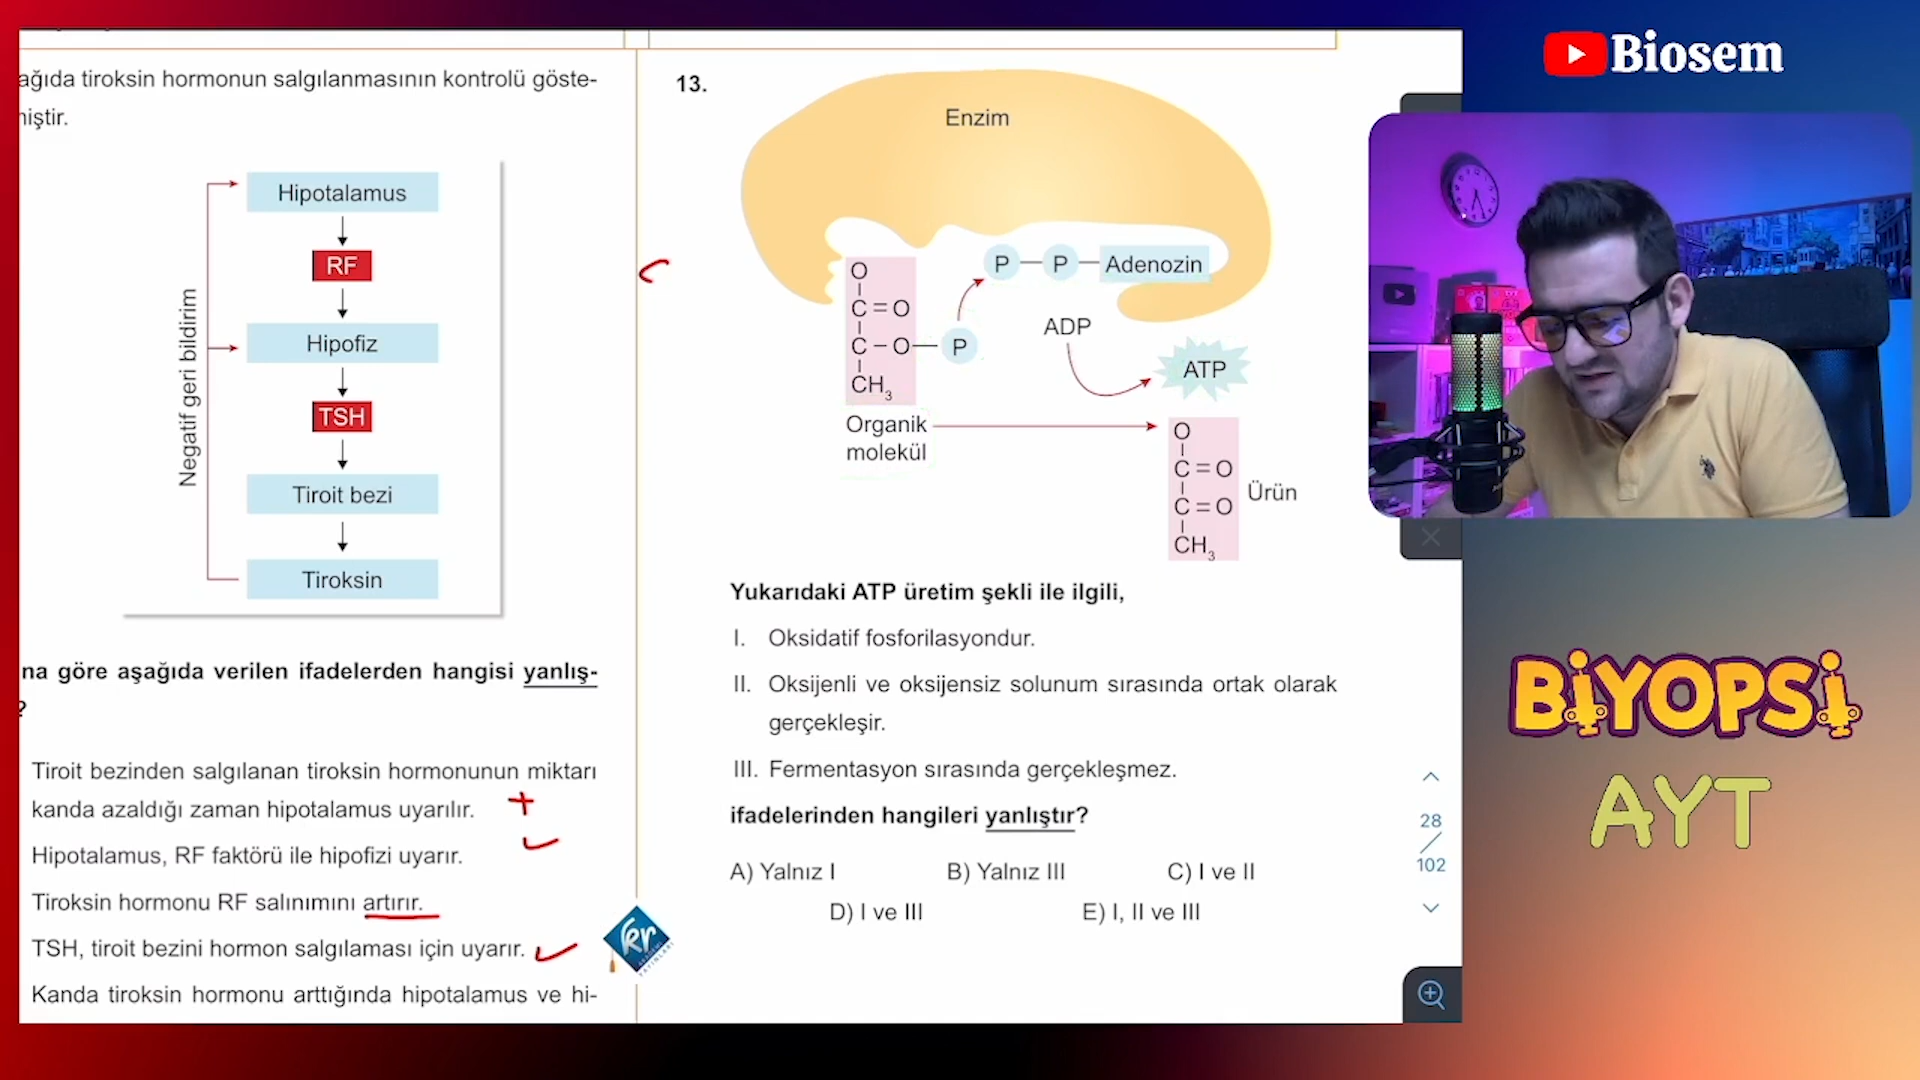 ağıda tiroksin hormonun salgılanmasının kontrolü göste-
miştir.
Hipotalamus
RF
Hipofiz
TSH
Tiroit bezi
Tiroksin
Negatif geri bildirim
na göre aşağıda verilen ifadelerden hangisi yanlış-
?
Tiroit bezinden salgılanan tiroksin hormonunun miktarı
kanda azaldığı zaman hipotalamus uyarılır.
Hipotalamus, RF faktörü ile hipofizi uyarır.
Tiroksin hormonu RF salınımını artırır.
TSH, tiroit bezini hormon salgılaması için uyarır.
Kanda tiroksin hormonu arttığında hipotalamus ve hi-
13.
Enzim
P — P — Adenozin
O
C = O
C – O — P
CH3
ADP
ATP
Organik
molekül
O
C = O
C = O
CH3
Ürün
Yukarıdaki ATP üretim şekli ile ilgili,
I. Oksidatif fosforilasyondur.
II. Oksijenli ve oksijensiz solunum sırasında ortak olarak
gerçekleşir.
III. Fermentasyon sırasında gerçekleşmez.
ifadelerinden hangileri yanlıştır?
A) Yalnız I B) Yalnız III C) I ve II
D) I ve III E) I, II ve III
kr
28
102
Biosem
BİYOPSİ
AYT